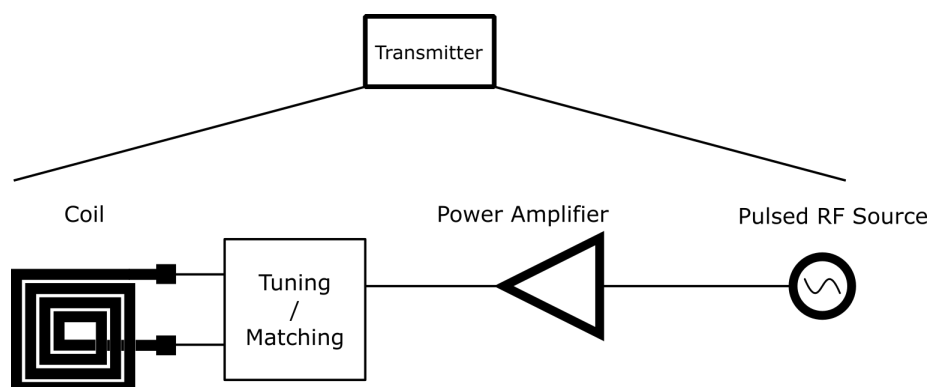 Transmitter
Coil
Power Amplifier
Pulsed RF Source
Tuning
/
Matching